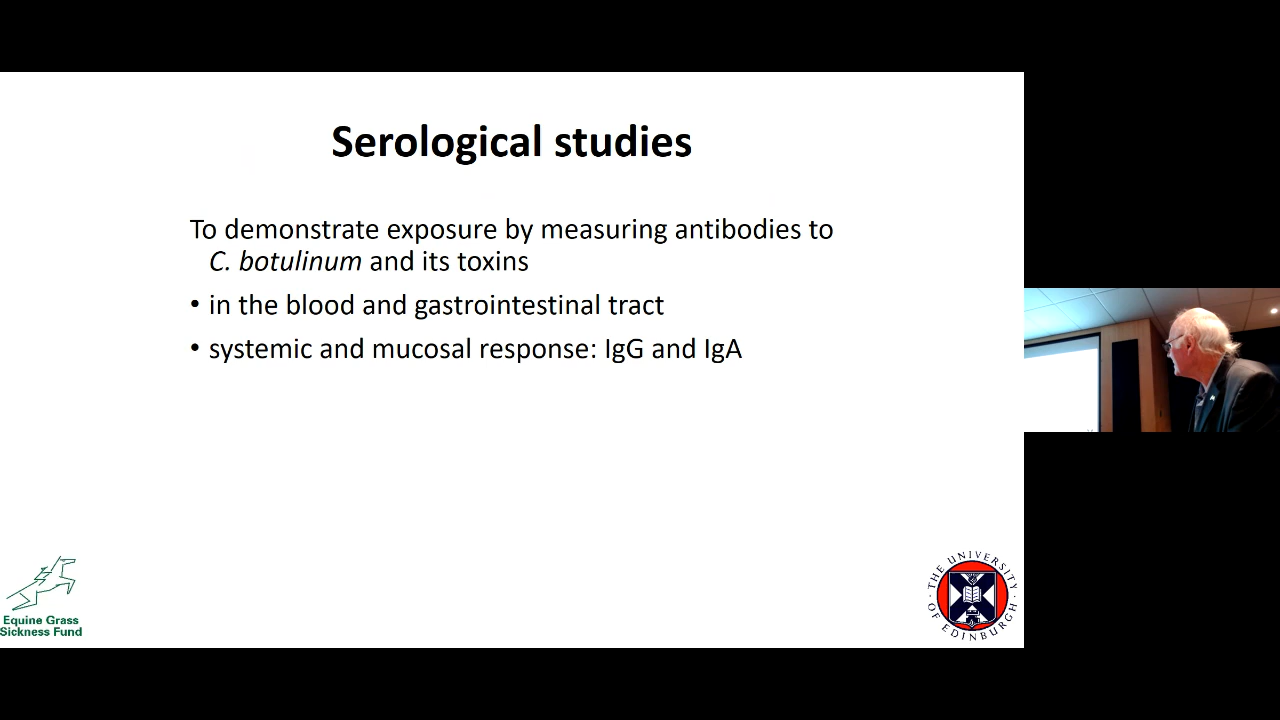 Serological studies
To demonstrate exposure by measuring antibodies to
C. botulinum and its toxins
• in the blood and gastrointestinal tract
• systemic and mucosal response: IgG and IgA
Equine Grass
Sickness Fund
THE UNIVERSITY
OF EDINBURGH